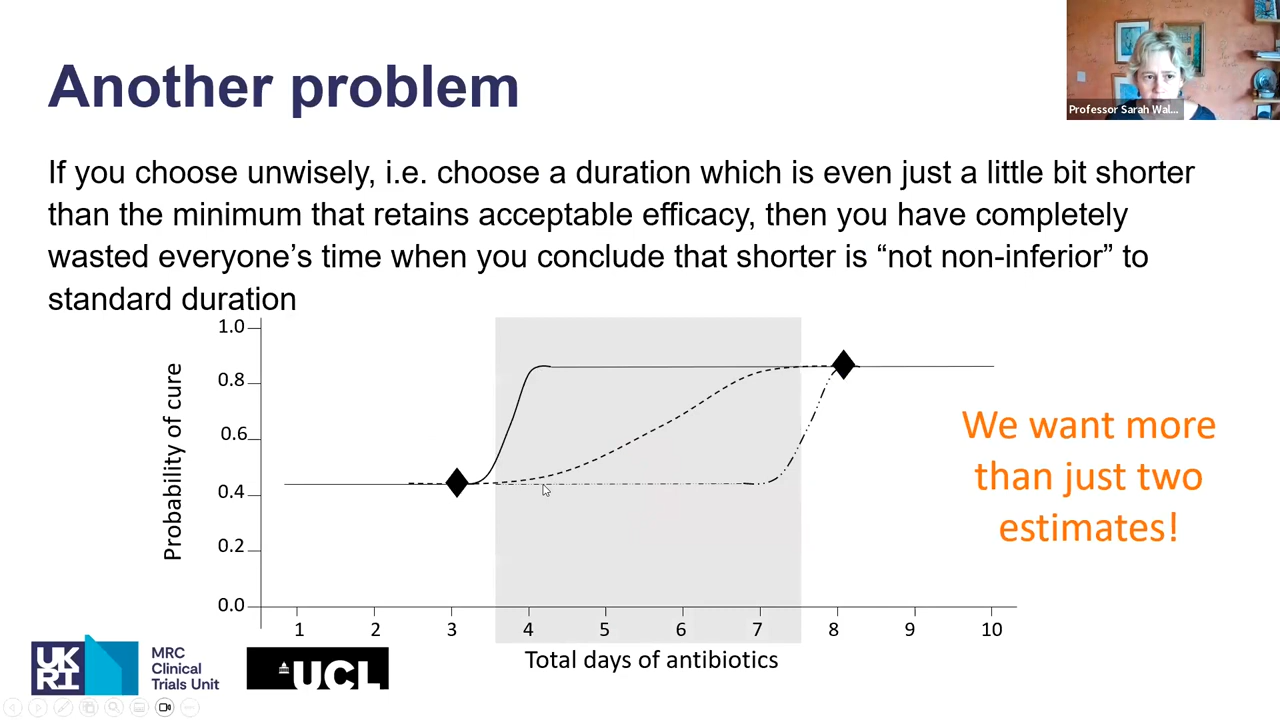 Another problem
Professor Sarah Wal...
If you choose unwisely, i.e. choose a duration which is even just a little bit shorter
than the minimum that retains acceptable efficacy, then you have completely
wasted everyone's time when you conclude that shorter is “not non-inferior” to
standard duration
1.0
0.8
0.6
0.4
0.2
0.0
Probability of cure
1 2 3 4 5 6 7 8 9 10
Total days of antibiotics
We want more
than just two
estimates!
UK
RI
MRC
Clinical
Trials Unit
UCL